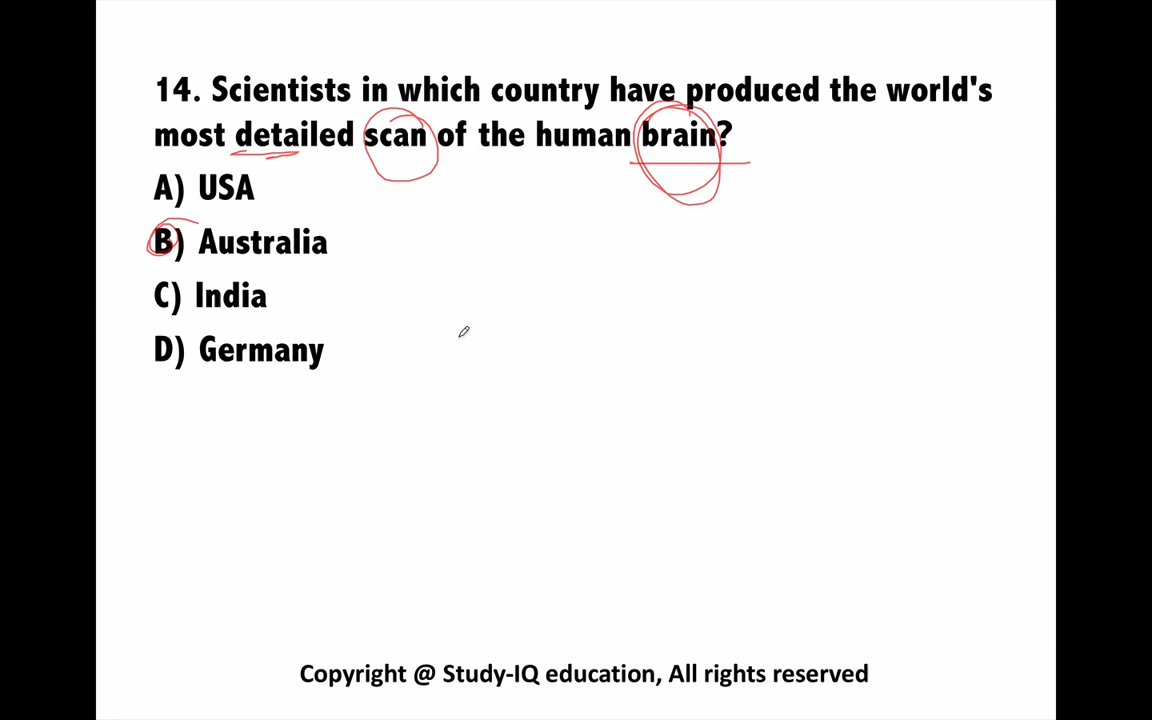 14. Scientists in which country have produced the world's
most detailed scan of the human brain?
A) USA
B) Australia
C) India
D) Germany
Copyright @ Study-IQ education, All rights reserved